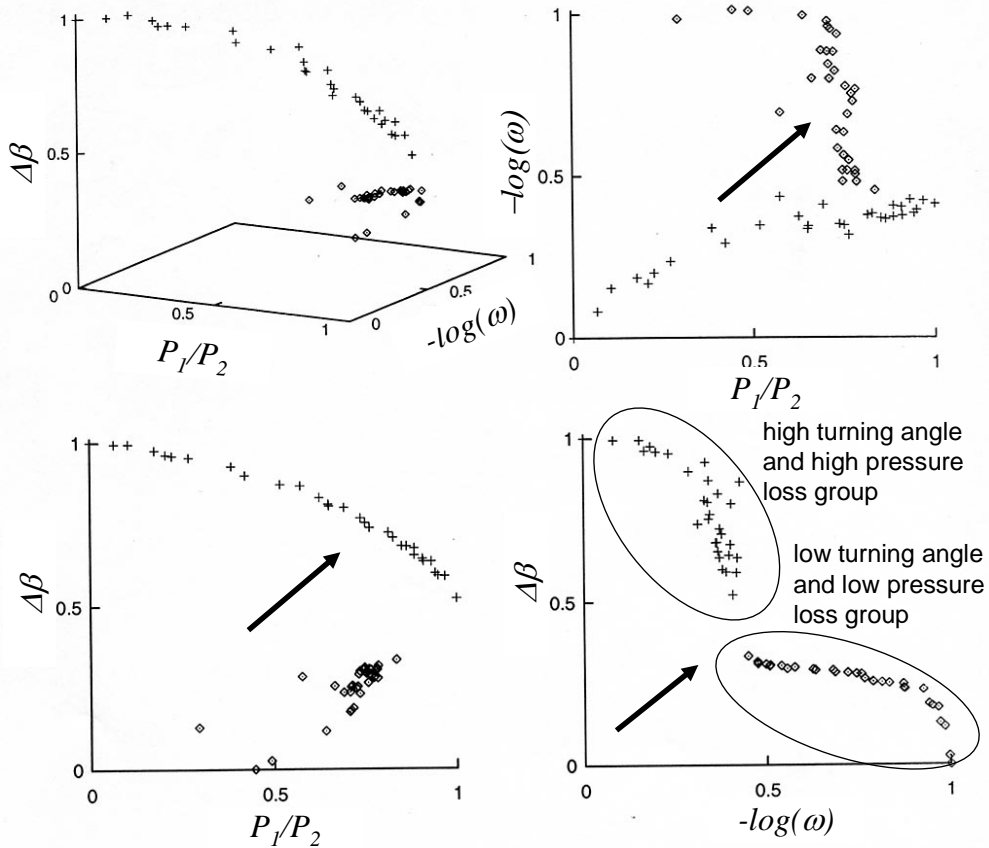 1
0.5
0
Δβ
0
0.5
1
P1/P2
0
0.5
1
-log(ω)
1
0.5
0
-log(ω)
0
0.5
1
P1/P2
1
0.5
0
Δβ
0
0.5
1
P1/P2
1
0.5
0
Δβ
0
0.5
1
-log(ω)
high turning angle
and high pressure
loss group
low turning angle
and low pressure
loss group